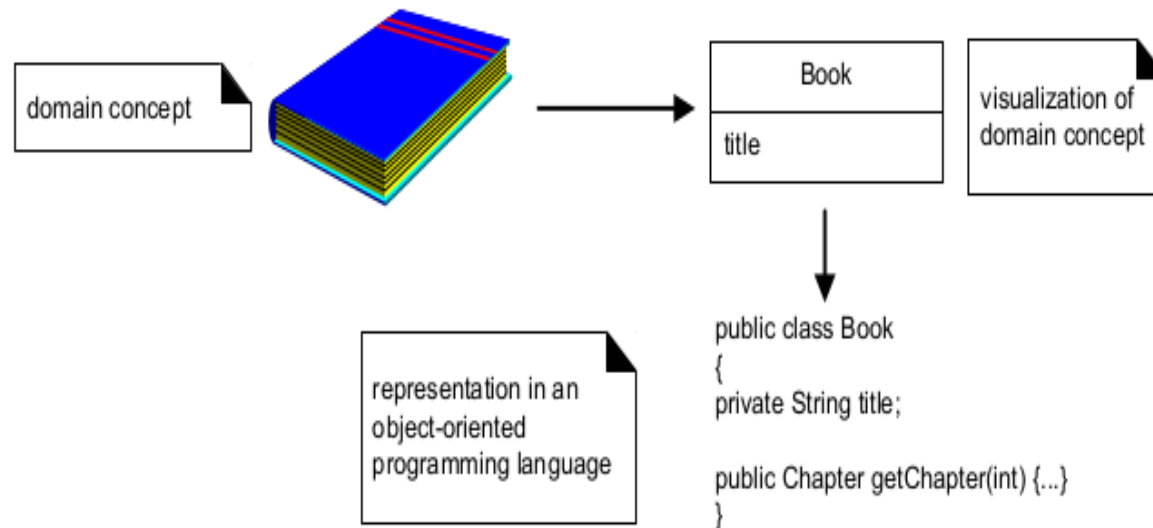 domain concept
Book
title
visualization of
domain concept
representation in an
object-oriented
programming language
public class Book
{
private String title;
public Chapter getChapter(int) {...}
}